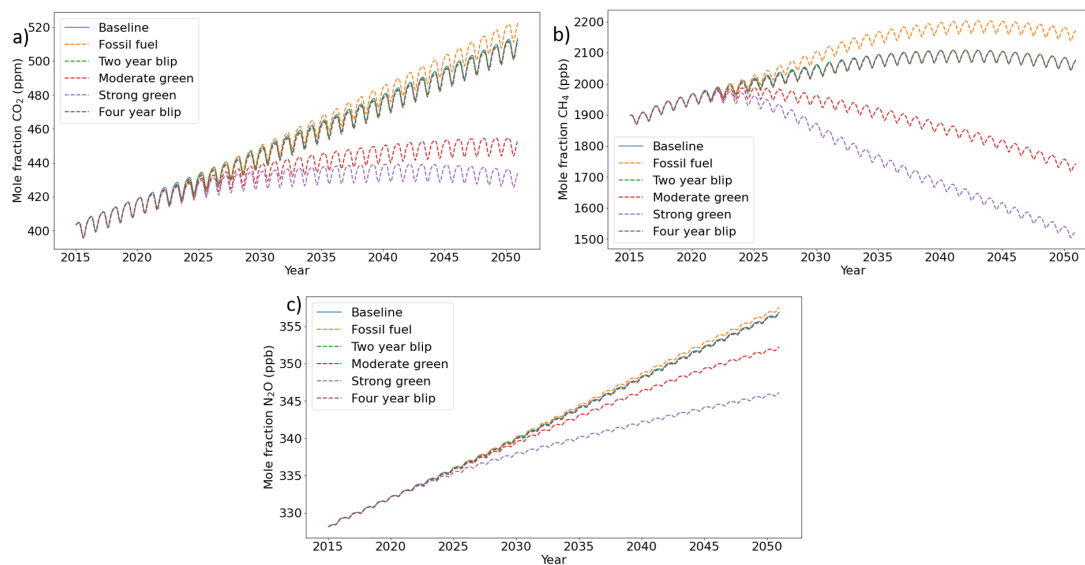 a)
Mole fraction CO₂ (ppm)
520
500
480
460
440
420
400
Baseline
Fossil fuel
Two year blip
Moderate green
Strong green
Four year blip
2015 2020 2025 2030 2035 2040 2045 2050
Year
b)
Mole fraction CH₄ (ppb)
2200
2100
2000
1900
1800
1700
1600
1500
Baseline
Fossil fuel
Two year blip
Moderate green
Strong green
Four year blip
2015 2020 2025 2030 2035 2040 2045 2050
Year
c)
Mole fraction N₂O (ppb)
355
350
345
340
335
330
Baseline
Fossil fuel
Two year blip
Moderate green
Strong green
Four year blip
2015 2020 2025 2030 2035 2040 2045 2050
Year